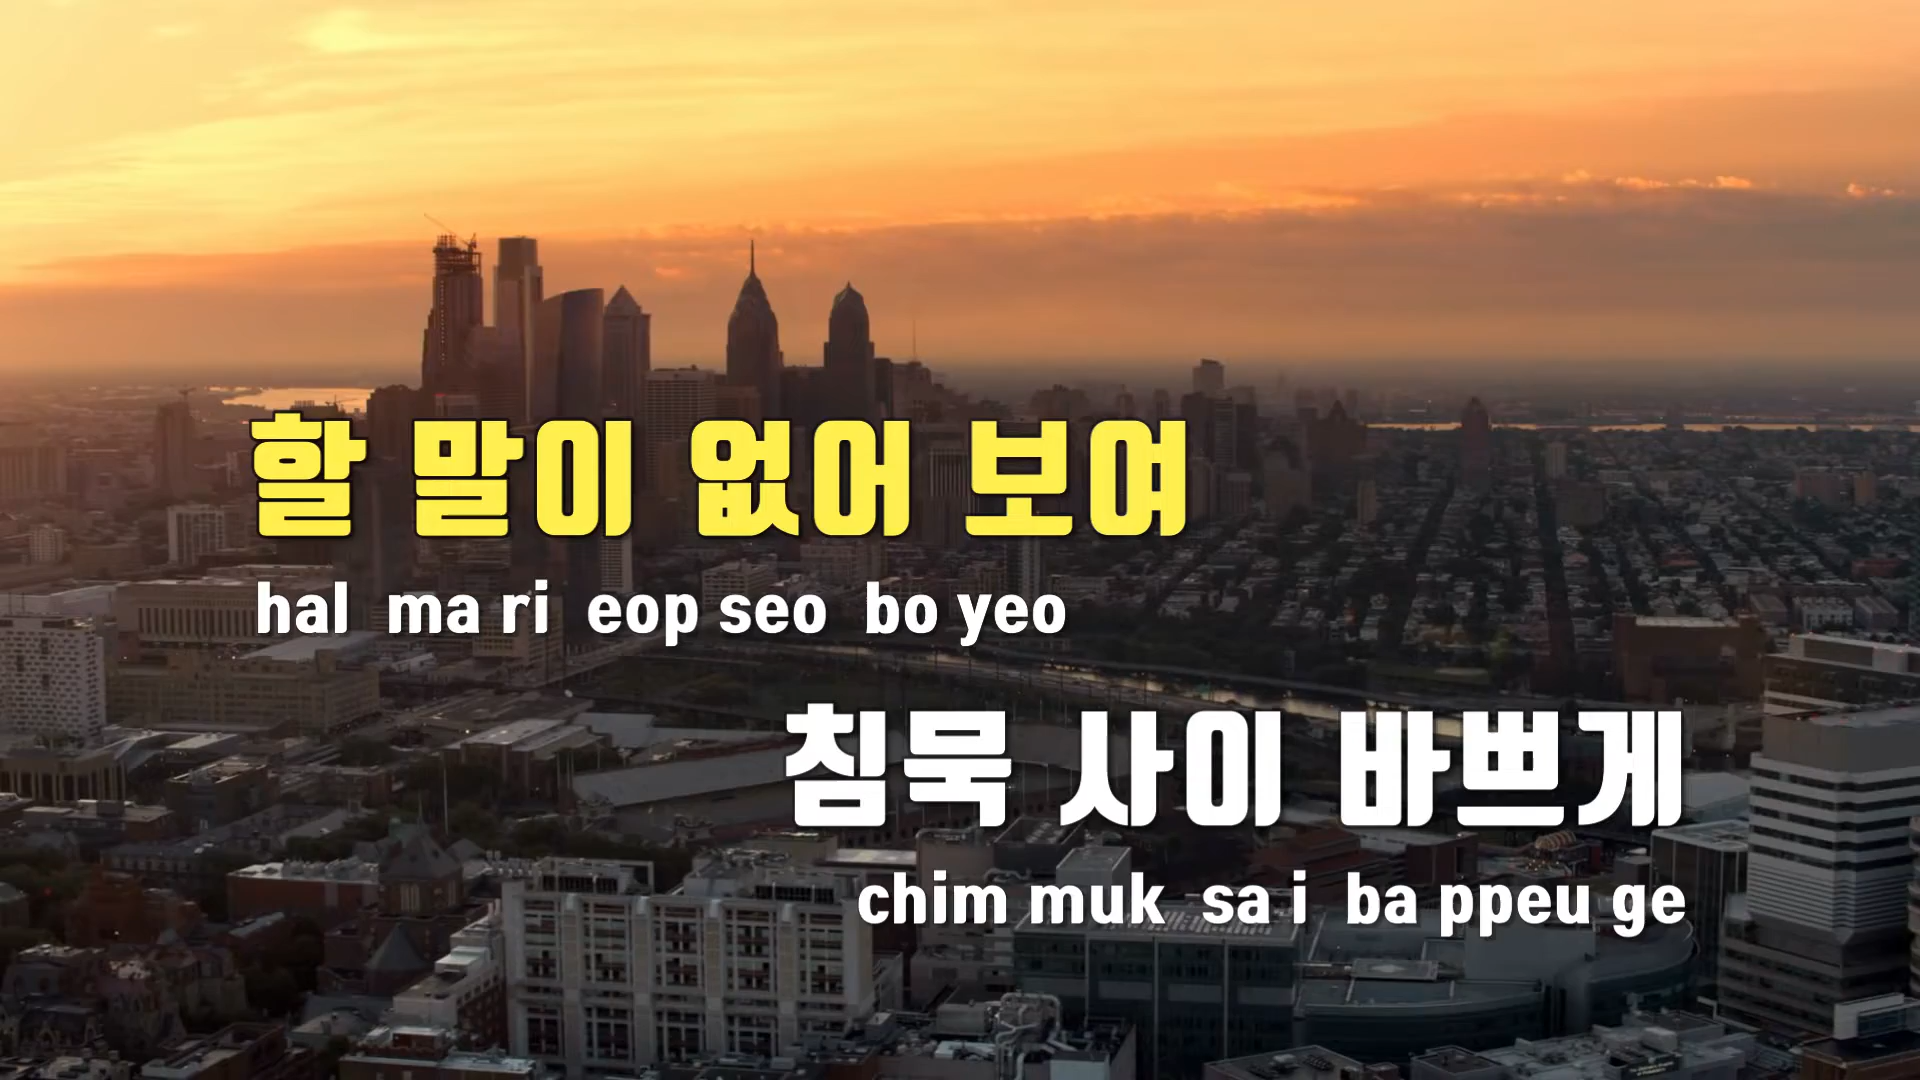 할 말이 없어 보여
hal ma ri eop seo bo yeo
침묵 사이 바쁘게
chim muk sa i ba ppeu ge